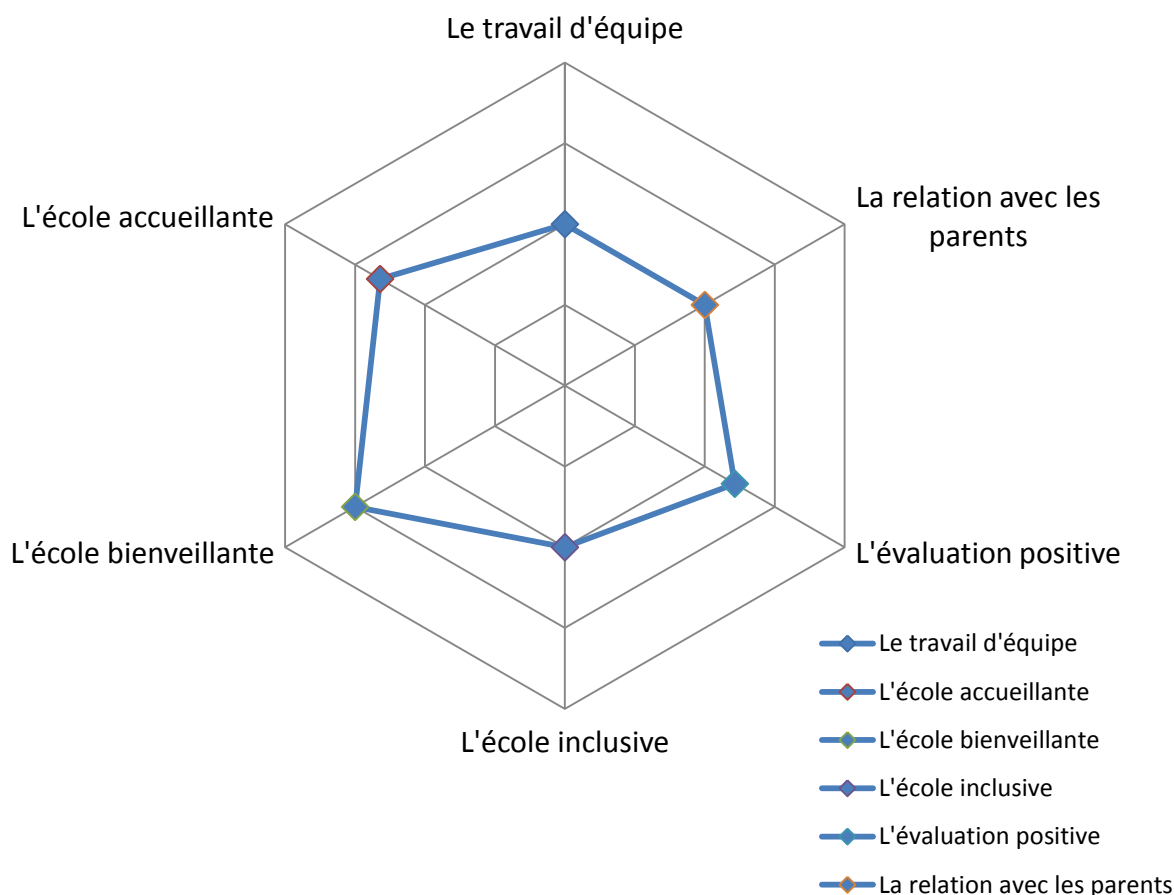 Le travail d'équipe
L'école accueillante
La relation avec les
parents
L'école bienveillante
L'évaluation positive
L'école inclusive
Le travail d'équipe
L'école accueillante
L'école bienveillante
L'école inclusive
L'évaluation positive
La relation avec les parents